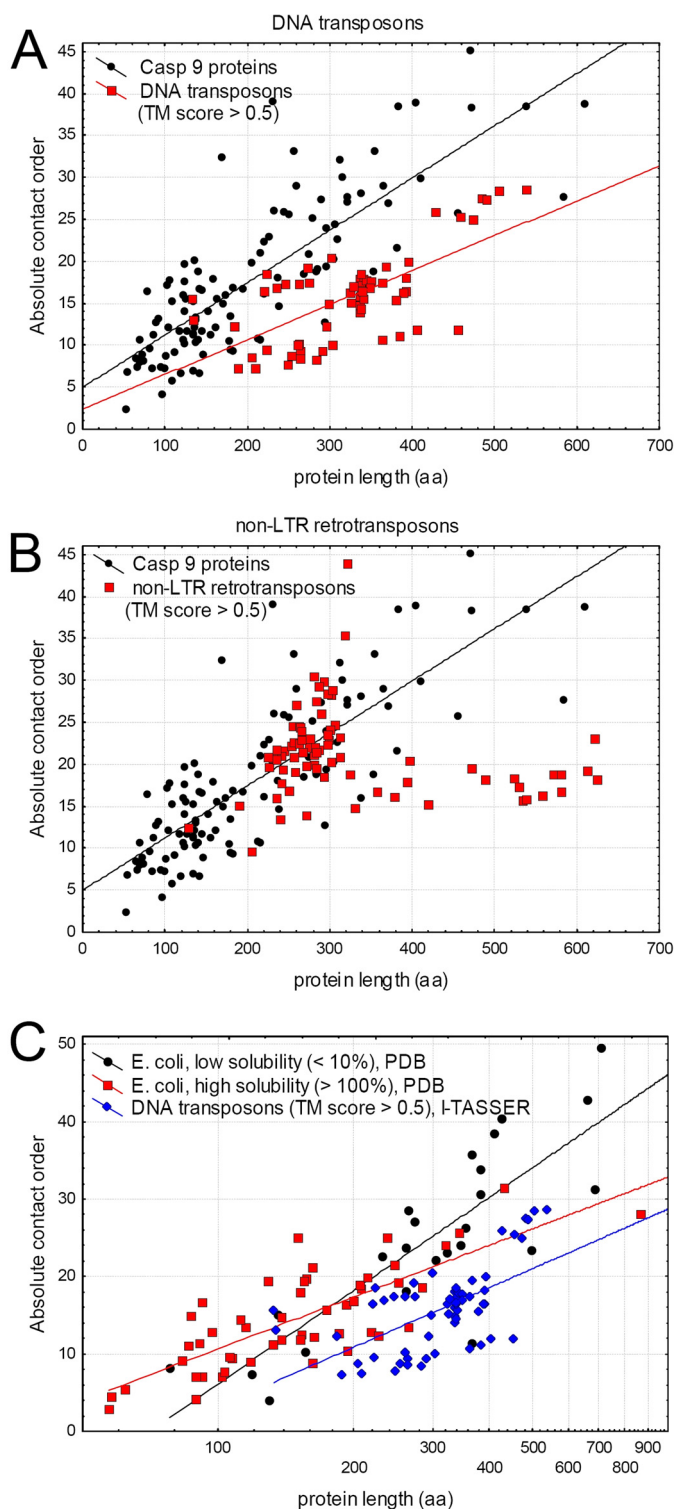 DNA transposons
A
Casp 9 proteins
DNA transposons
(TM score > 0.5)
Absolute contact order
45
40
35
30
25
20
15
10
5
0
0 100 200 300 400 500 600 700
protein length (aa)
non-LTR retrotransposons
B
Casp 9 proteins
non-LTR retrotransposons
(TM score > 0.5)
Absolute contact order
45
40
35
30
25
20
15
10
5
0
0 100 200 300 400 500 600 700
protein length (aa)
C
E. coli, low solubility (< 10%), PDB
E. coli, high solubility (> 100%), PDB
DNA transposons (TM score > 0.5), I-TASSER
Absolute contact order
50
40
30
20
10
0
100 300 500 700 900
200 400 600 800
protein length (aa)